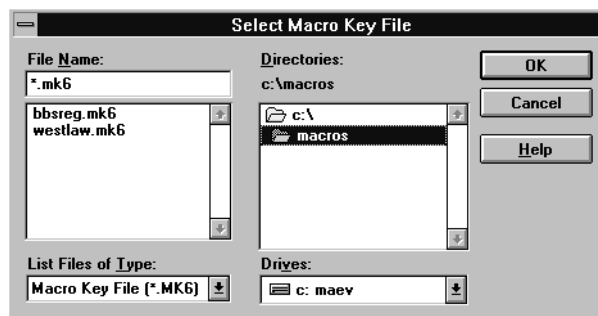 Select Macro Key File
File Name:
*.mk6
bbsreg.mk6
westlaw.mk6
List Files of Type:
Macro Key File (*.MK6)
Directories:
c:\macros
c:\
macros
Drives:
c: maev
OK
Cancel
Help